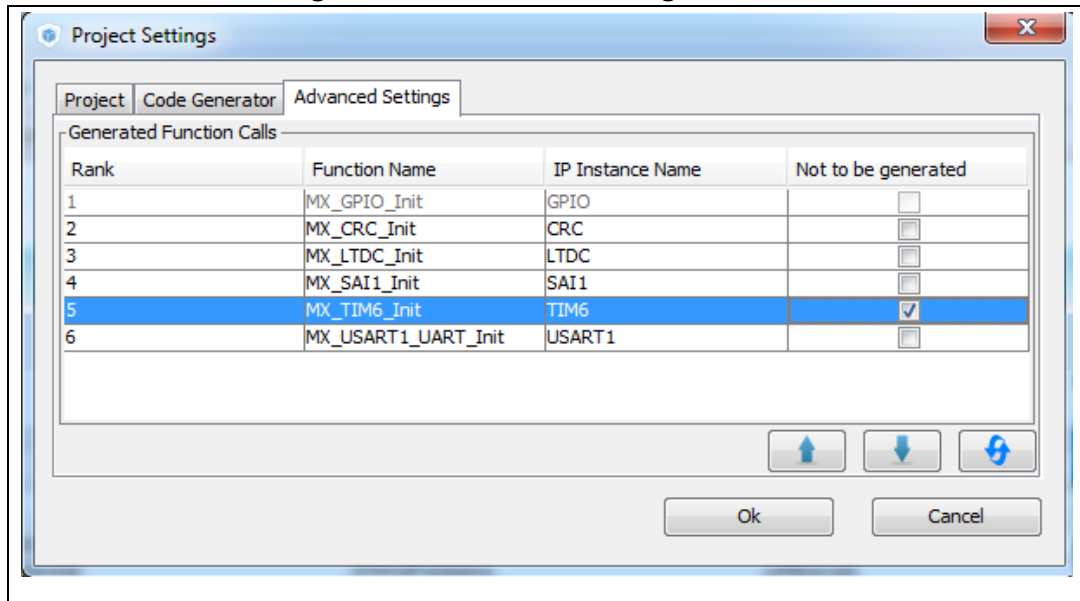 Project Settings
Project Code Generator Advanced Settings
Generated Function Calls
Rank Function Name IP Instance Name Not to be generated
1 MX_GPIO_Init GPIO
2 MX_CRC_Init CRC
3 MX_LTDC_Init LTDC
4 MX_SAI1_Init SAI1
5 MX_TIM6_Init TIM6
6 MX_USART1_UART_Init USART1
Ok Cancel